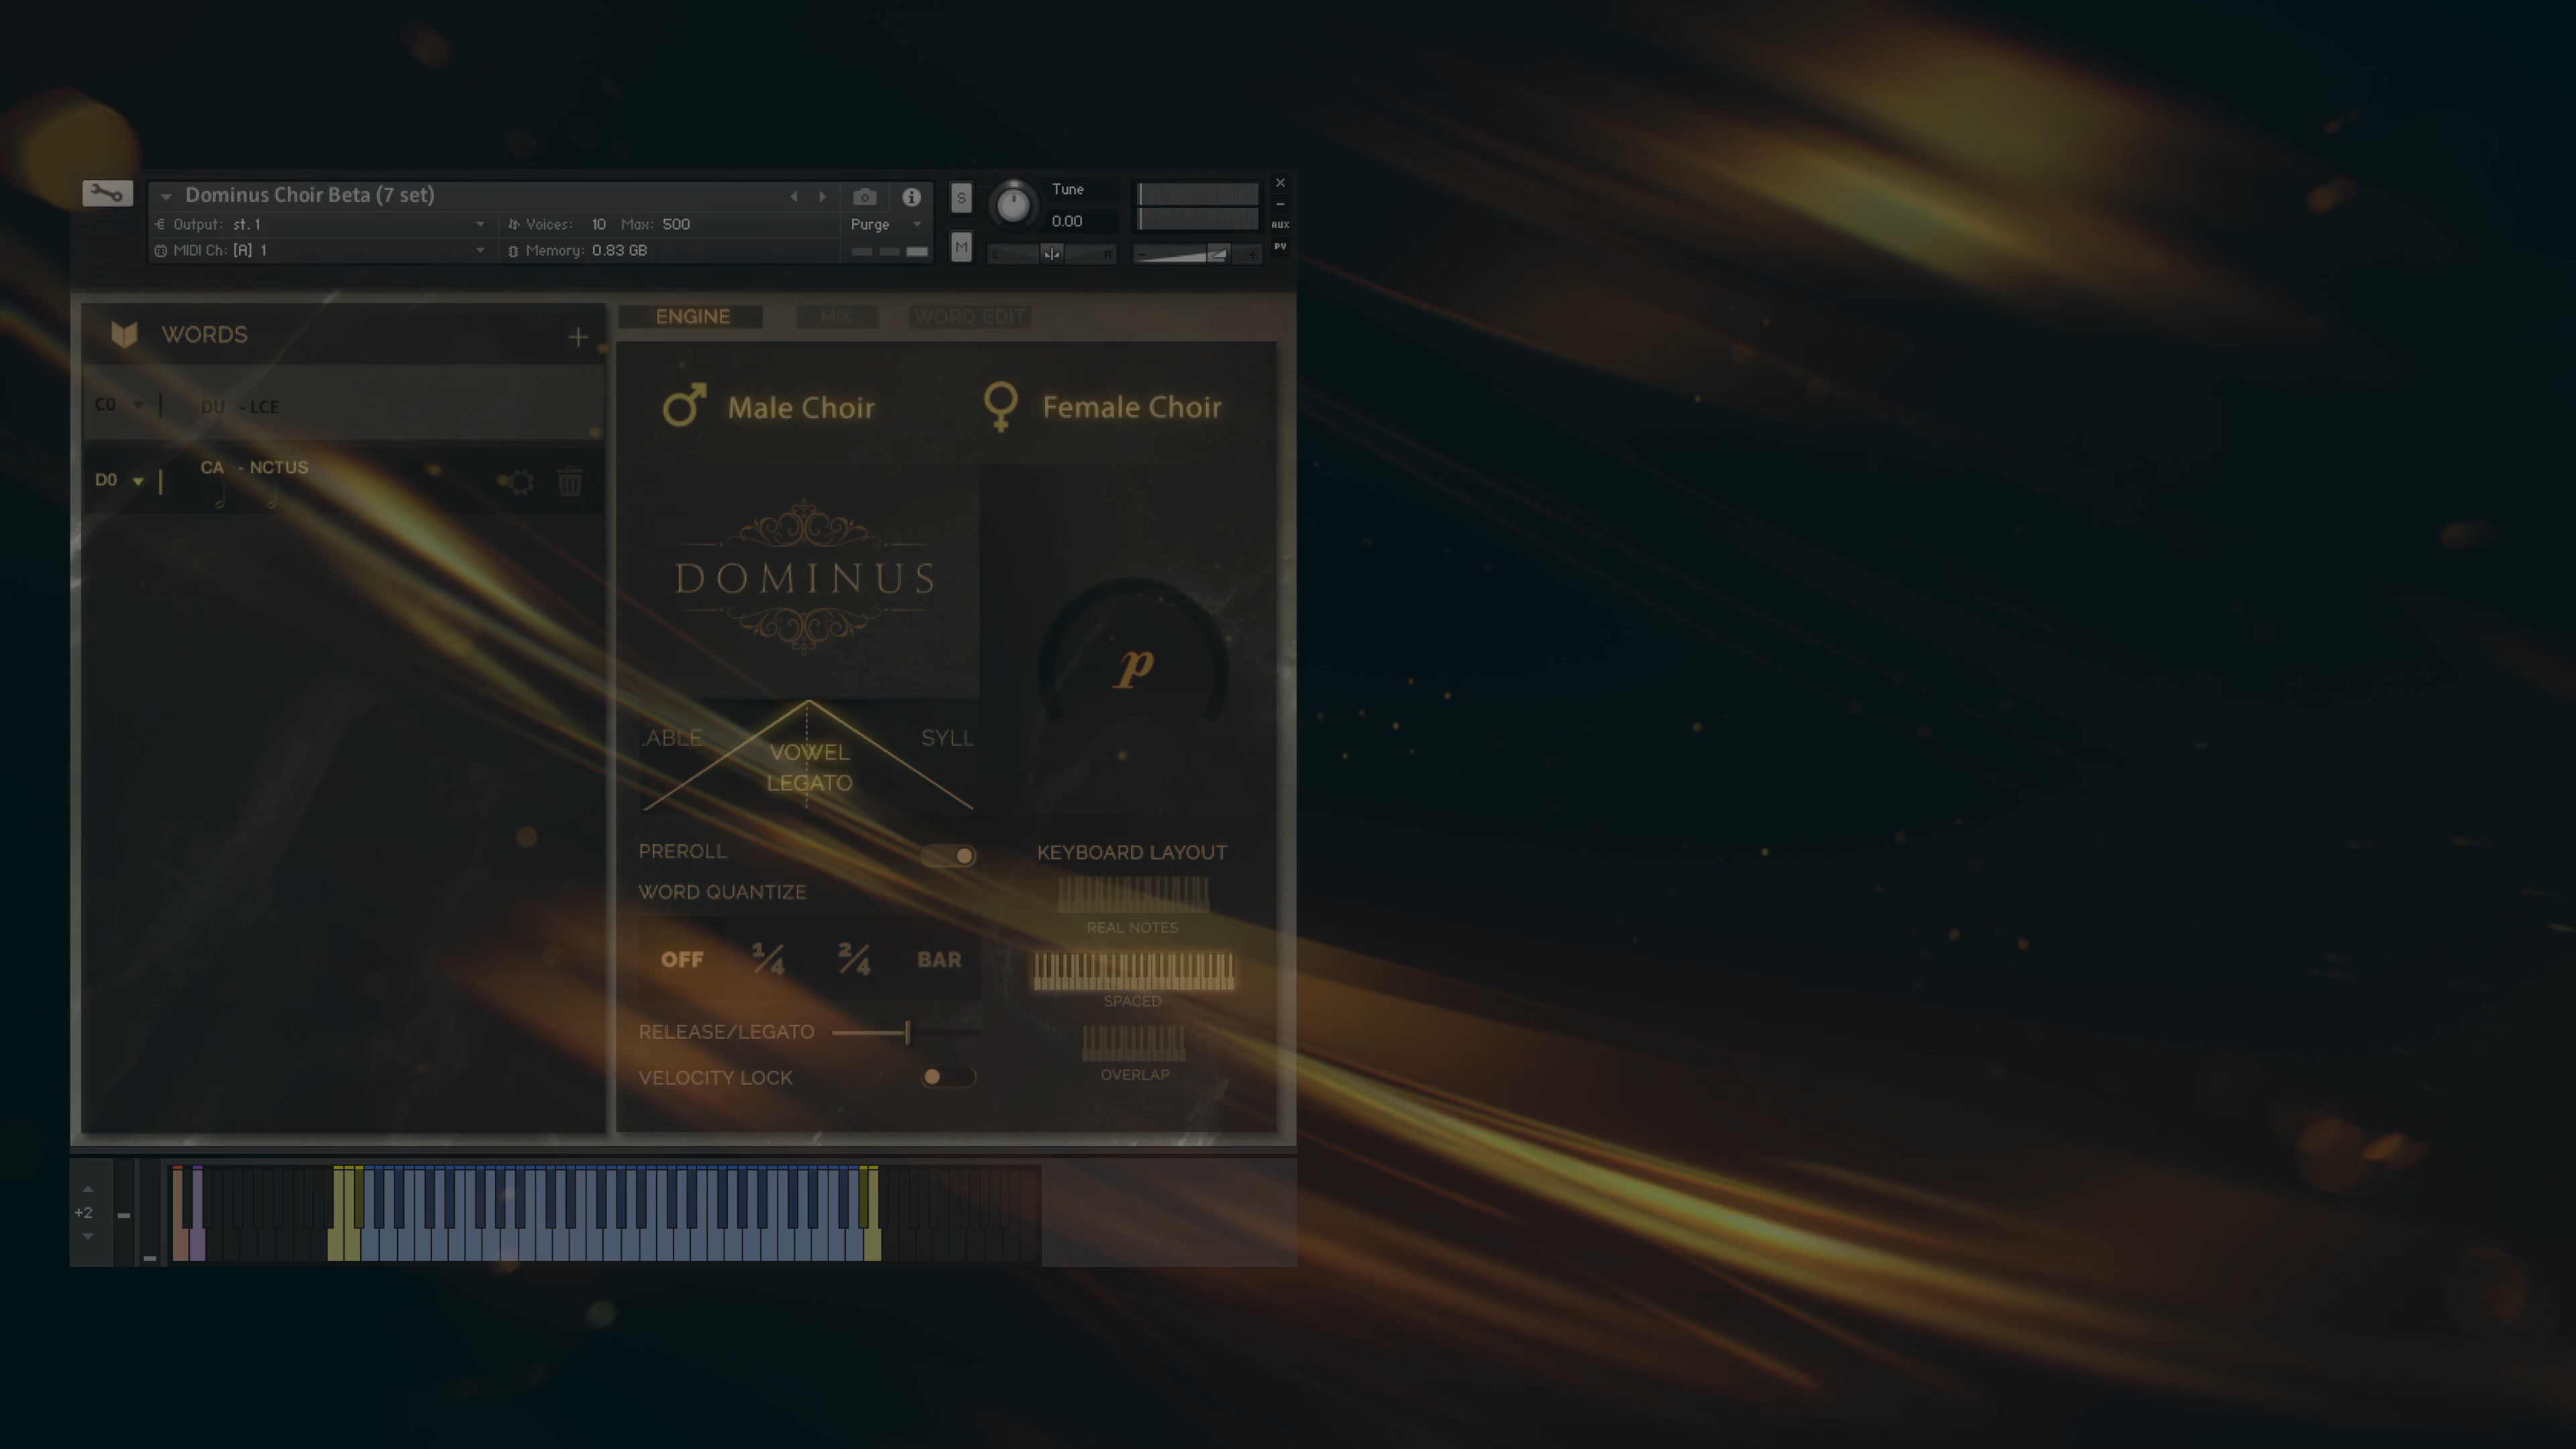 Dominus Choir Beta (7 set)
Output: st. 1
Voices: 10 Max: 500
Purge
MIDI Ch: [A] 1
Memory: 0.83 GB
S
M
Tune
0.00
L R
- +
×
-
AUX
PV
WORDS +
C0 DU - LCE
D0 CA - NCTUS
ENGINE MIX WORD EDIT
Male Choir Female Choir
DOMINUS
p
.ABLE VOWEL SYLL
LEGATO
PREROLL
WORD QUANTIZE
OFF 1/4 2/4 BAR
RELEASE/LEGATO
VELOCITY LOCK
KEYBOARD LAYOUT
REAL NOTES
SPACED
OVERLAP
+2